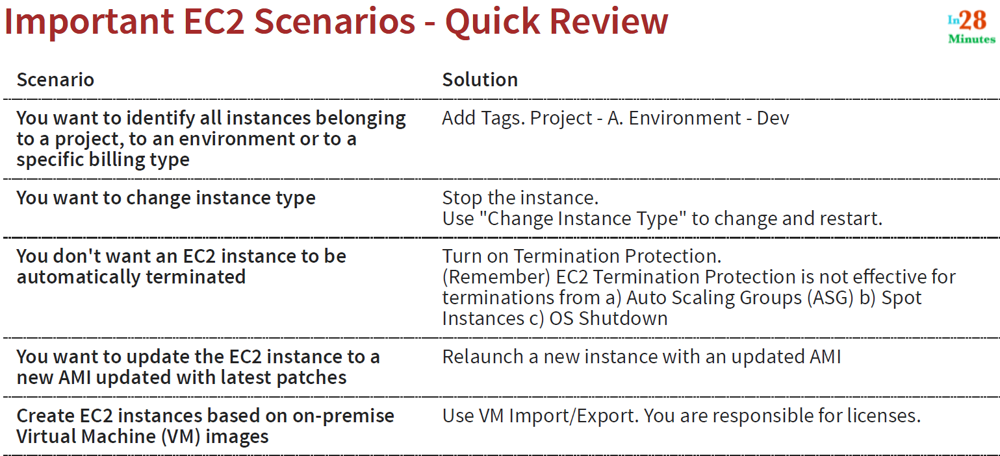 Important EC2 Scenarios - Quick Review
In28
Minutes
Scenario
Solution
You want to identify all instances belonging
to a project, to an environment or to a
specific billing type
Add Tags. Project - A. Environment - Dev
You want to change instance type
Stop the instance.
Use "Change Instance Type" to change and restart.
You don't want an EC2 instance to be
automatically terminated
Turn on Termination Protection.
(Remember) EC2 Termination Protection is not effective for
terminations from a) Auto Scaling Groups (ASG) b) Spot
Instances c) OS Shutdown
You want to update the EC2 instance to a
new AMI updated with latest patches
Relaunch a new instance with an updated AMI
Create EC2 instances based on on-premise
Virtual Machine (VM) images
Use VM Import/Export. You are responsible for licenses.